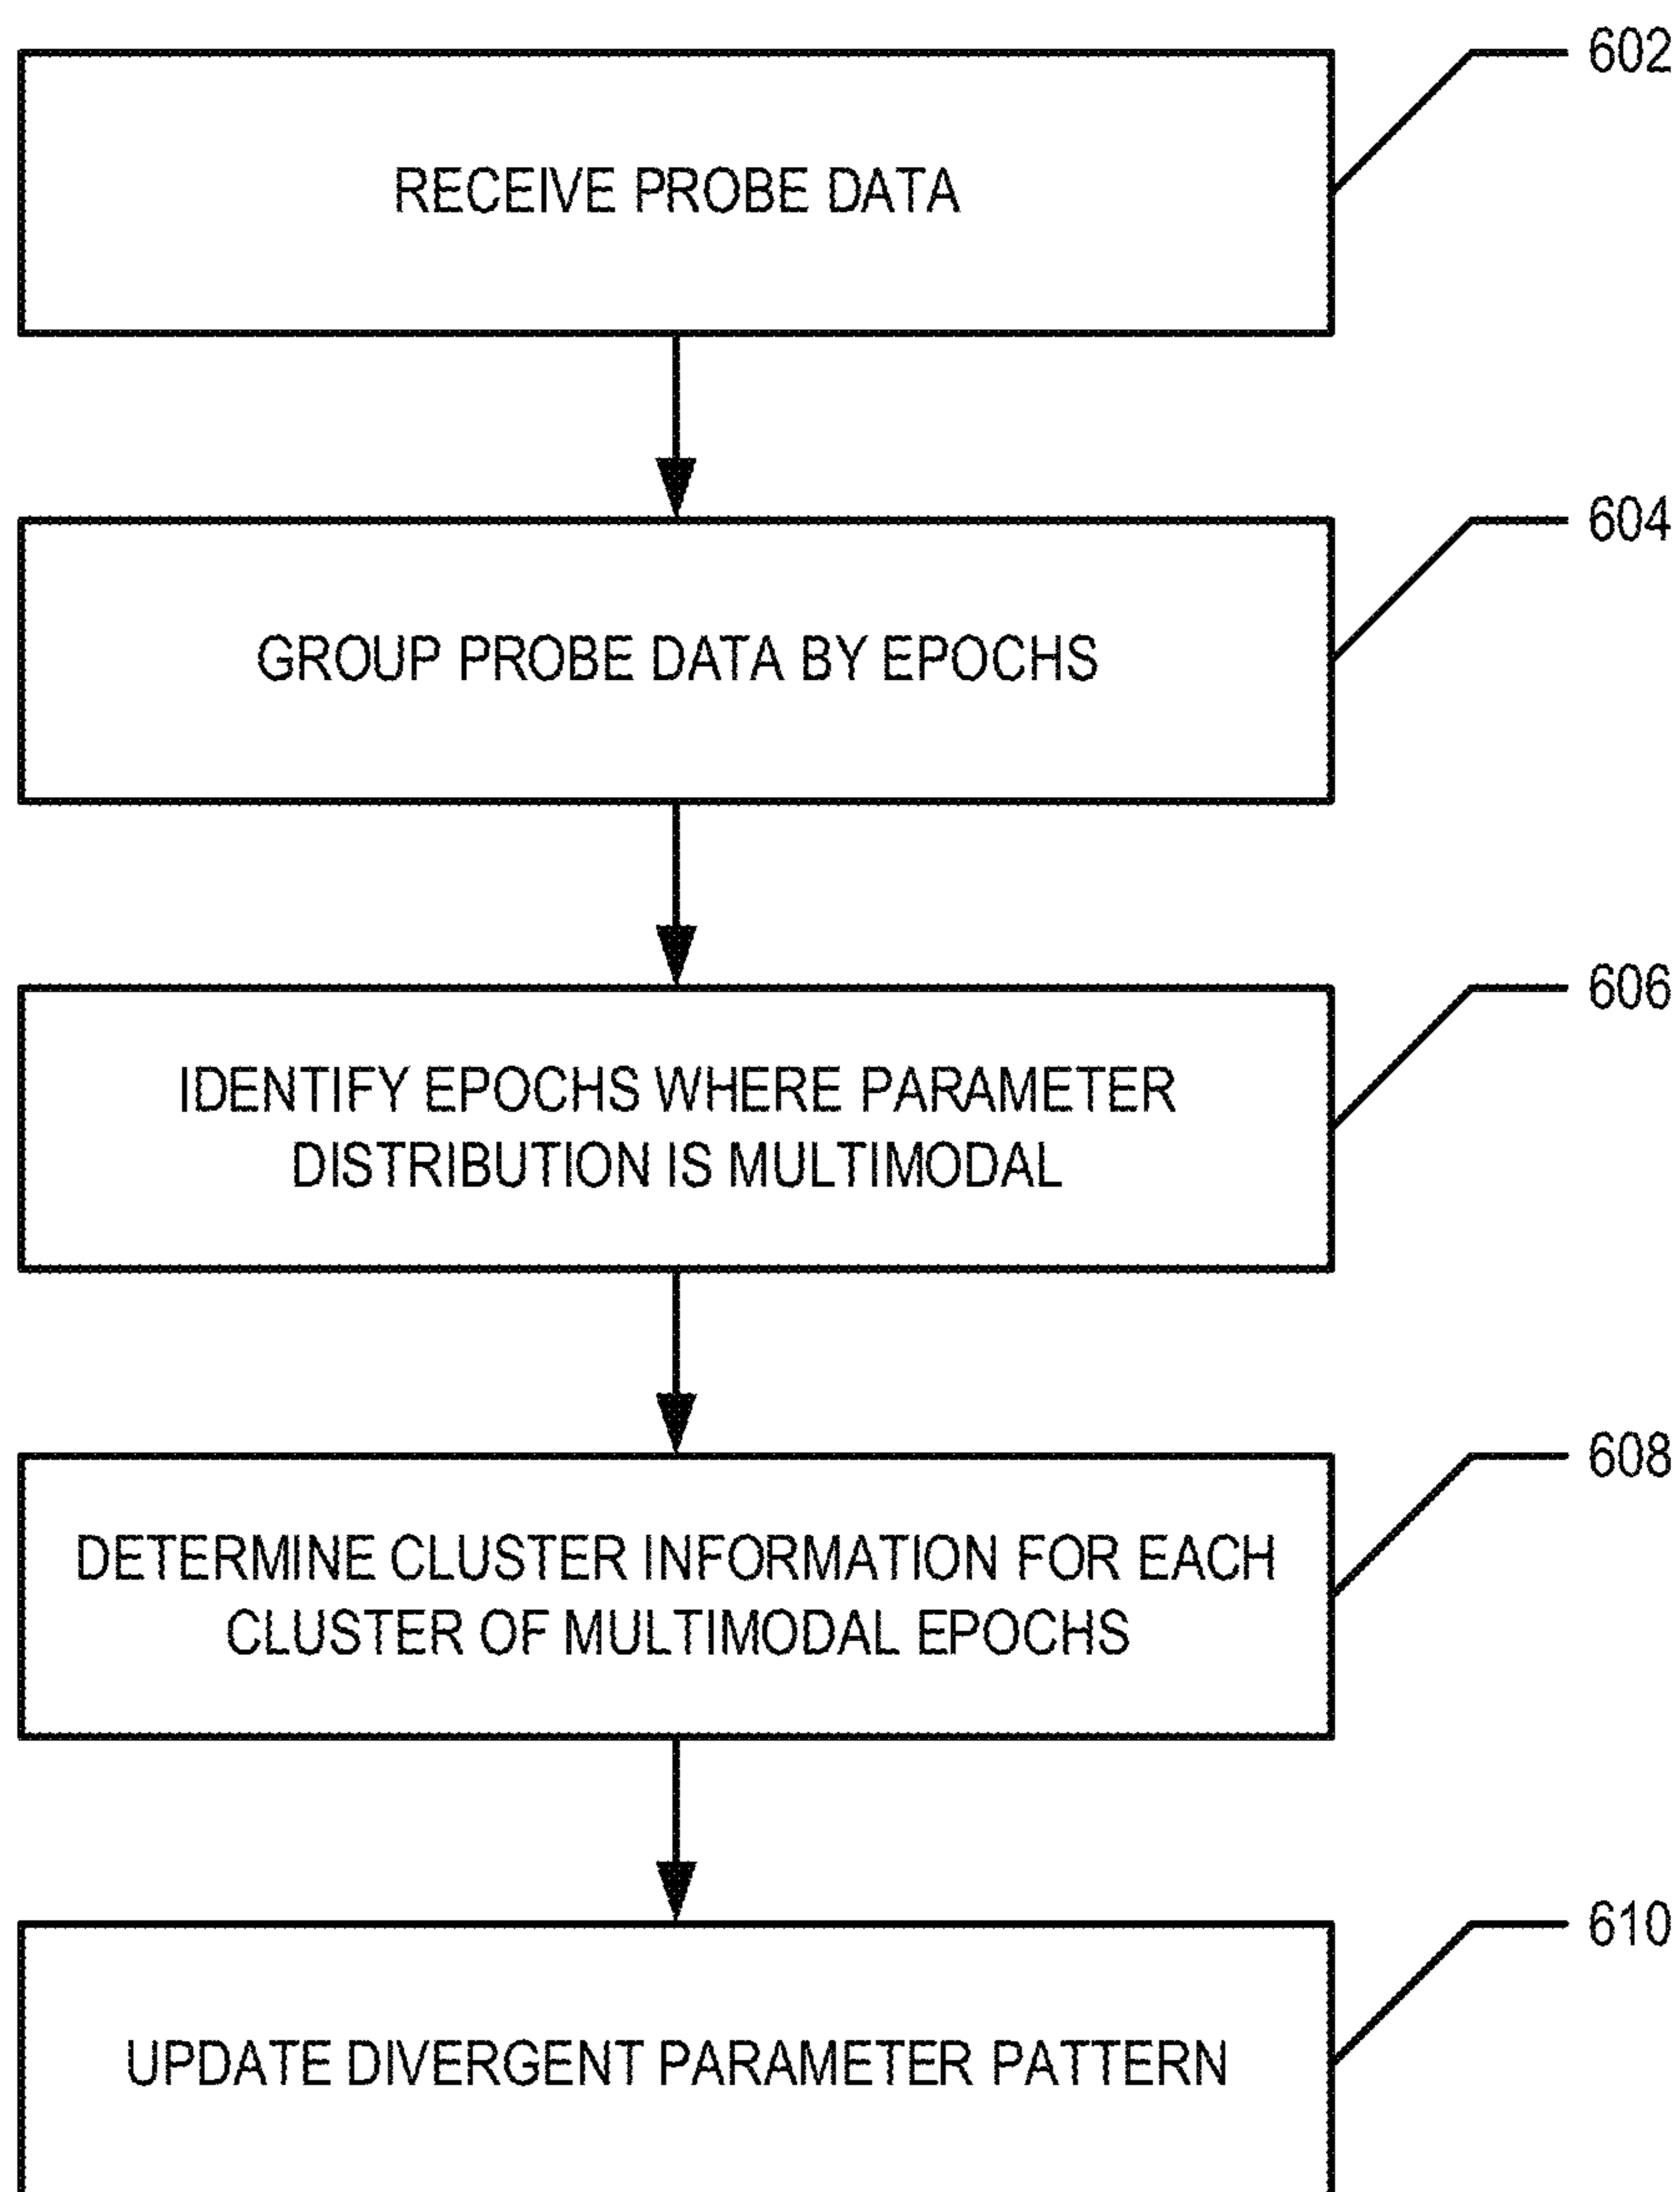 602
RECEIVE PROBE DATA
604
GROUP PROBE DATA BY EPOCHS
606
IDENTIFY EPOCHS WHERE PARAMETER
DISTRIBUTION IS MULTIMODAL
608
DETERMINE CLUSTER INFORMATION FOR EACH
CLUSTER OF MULTIMODAL EPOCHS
610
UPDATE DIVERGENT PARAMETER PATTERN